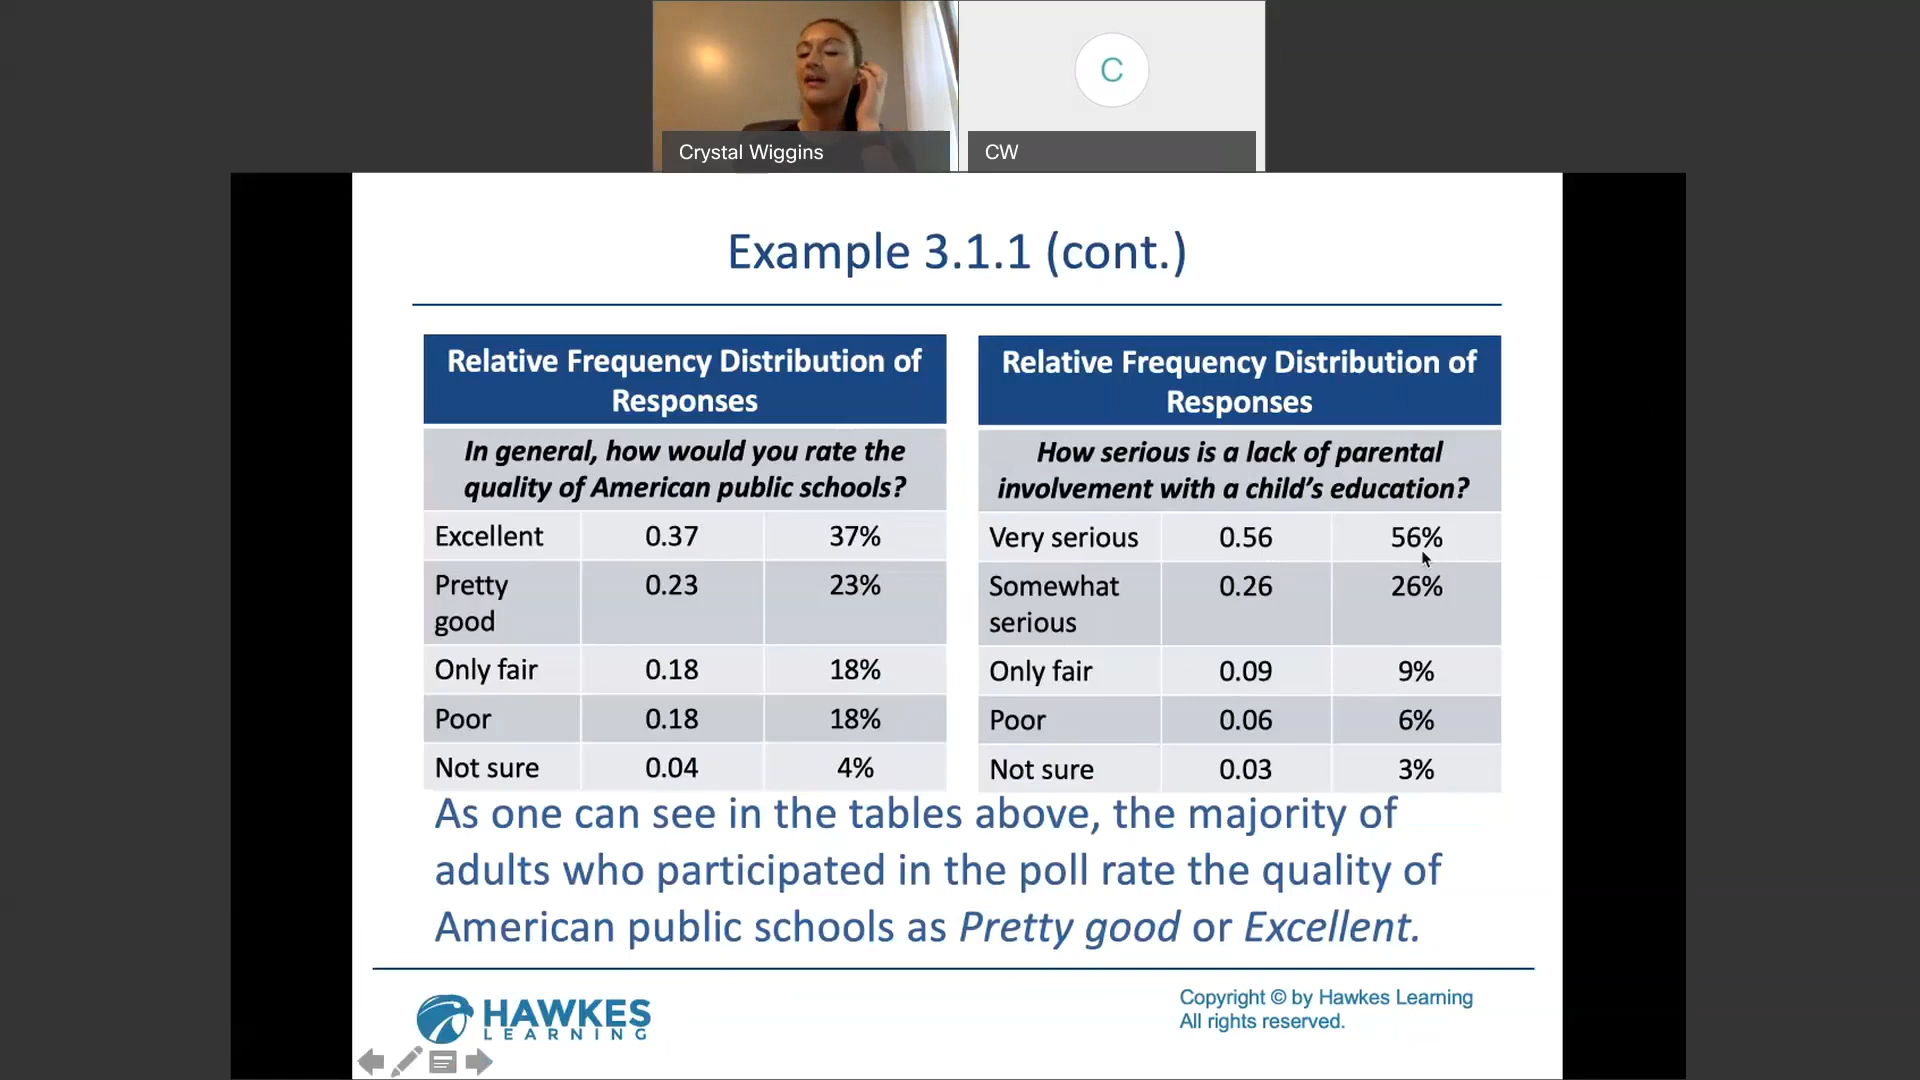 Crystal Wiggins
C
CW
Example 3.1.1 (cont.)
Relative Frequency Distribution of
Responses
In general, how would you rate the
quality of American public schools?
Excellent 0.37 37%
Pretty
good 0.23 23%
Only fair 0.18 18%
Poor 0.18 18%
Not sure 0.04 4%
Relative Frequency Distribution of
Responses
How serious is a lack of parental
involvement with a child’s education?
Very serious 0.56 56%
Somewhat
serious 0.26 26%
Only fair 0.09 9%
Poor 0.06 6%
Not sure 0.03 3%
As one can see in the tables above, the majority of
adults who participated in the poll rate the quality of
American public schools as Pretty good or Excellent.
HAWKES
LEARNING
Copyright © by Hawkes Learning
All rights reserved.